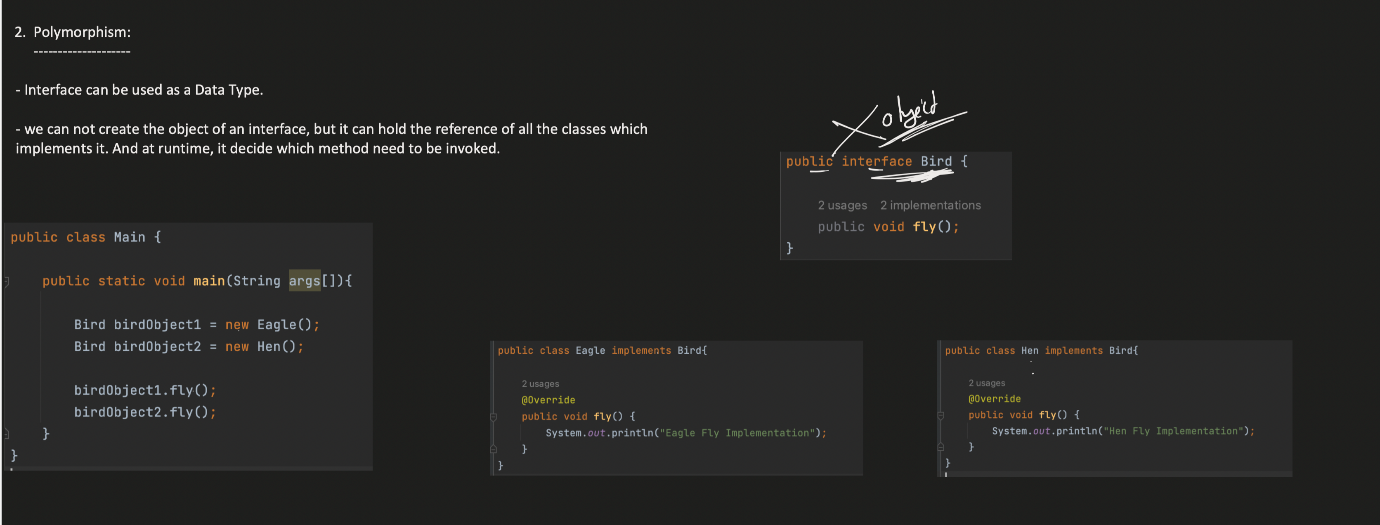 2. Polymorphism:
--------------------
- Interface can be used as a Data Type.
- we can not create the object of an interface, but it can hold the reference of all the classes which
implements it. And at runtime, it decide which method need to be invoked.
object
public interface Bird {
2 usages 2 implementations
public void fly();
}
public class Main {
public static void main(String args[]){
Bird birdObject1 = new Eagle();
Bird birdObject2 = new Hen();
birdObject1.fly();
birdObject2.fly();
}
}
public class Eagle implements Bird{
2 usages
@Override
public void fly() {
System.out.println("Eagle Fly Implementation");
}
}
public class Hen implements Bird{
2 usages
@Override
public void fly() {
System.out.println("Hen Fly Implementation");
}
}